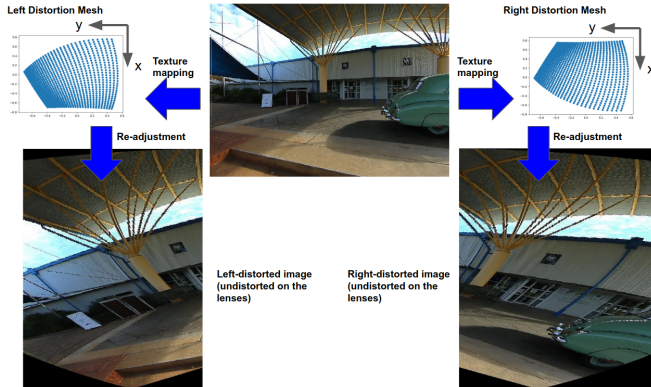 Left Distortion Mesh
Right Distortion Mesh
y
x
y
x
Texture
mapping
Texture
mapping
Re-adjustment
Re-adjustment
Left-distorted image
(undistorted on the
lenses)
Right-distorted image
(undistorted on the
lenses)